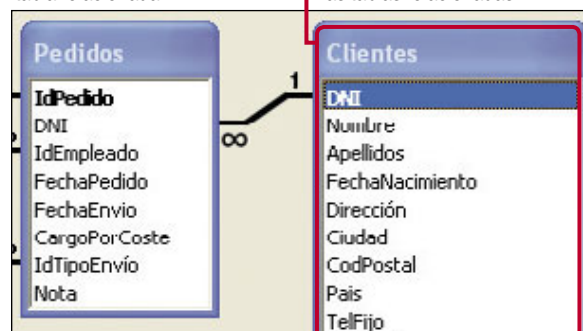 Pedidos
IdPedido
DNI
IdEmpleado
FechaPedido
FechaEnvio
CargoPorCoste
IdTipoEnvío
Nota
∞
1
Clientes
DNI
Nombre
Apellidos
FechaNacimiento
Dirección
Ciudad
CodPostal
Pais
TelFijo